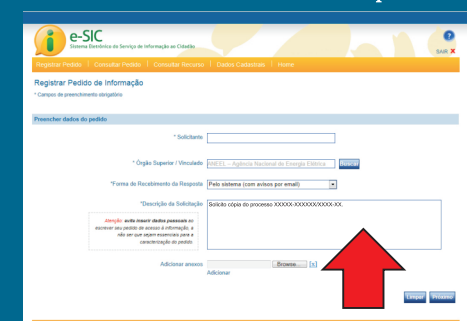 e-SIC
Sistema Eletrônico do Serviço de Informação ao Cidadão
SAIR X
Registrar Pedido | Consultar Pedido | Consultar Recurso | Dados Cadastrais | Home
Registrar Pedido de Informação
* Campos de preenchimento obrigatório
Preencher dados do pedido
* Solicitante
* Órgão Superior / Vinculado ANEEL – Agência Nacional de Energia Elétrica Buscar
*Forma de Recebimento da Resposta Pelo sistema (com avisos por email)
*Descrição da Solicitação Solicito cópia do processo XXXXX-XXXXXX/XXXX-XX.
Atenção: evite inserir dados pessoais ao
escrever seu pedido de acesso à informação, a
não ser que sejam essenciais para a
caracterização do pedido.
Adicionar anexos Browse... [x]
Adicionar
Limpar Próximo